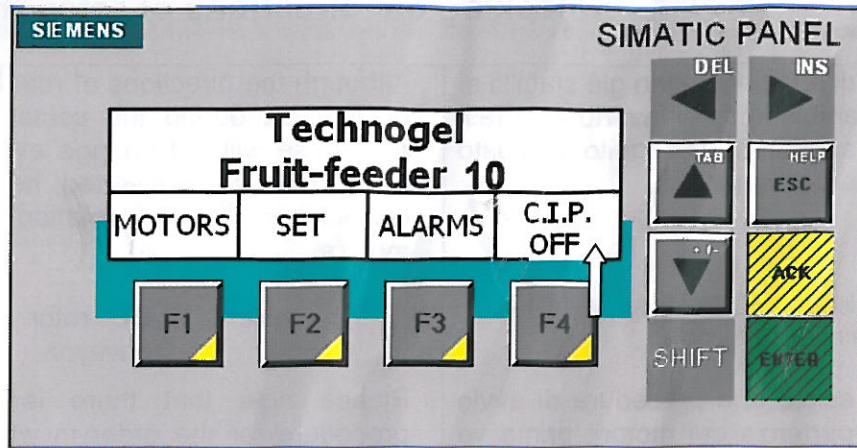 SIEMENS
SIMATIC PANEL
DEL
INS
Technogel
Fruit-feeder 10
MOTORS
SET
ALARMS
C.I.P.
OFF
TAB
HELP
ESC
+/-
ACK
F1
F2
F3
F4
SHIFT
ENTER